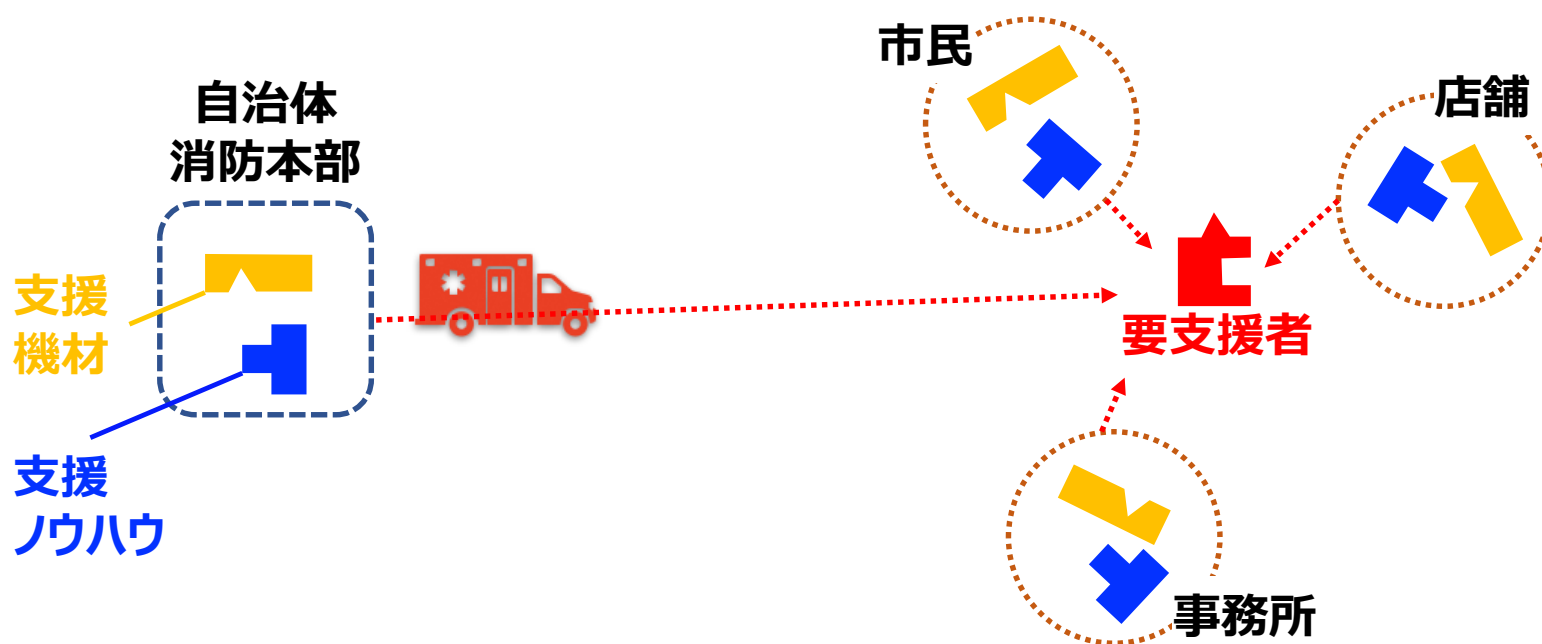 自治体
消防本部
支援
機材
支援
ノウハウ
市民
店舗
要支援者
事務所